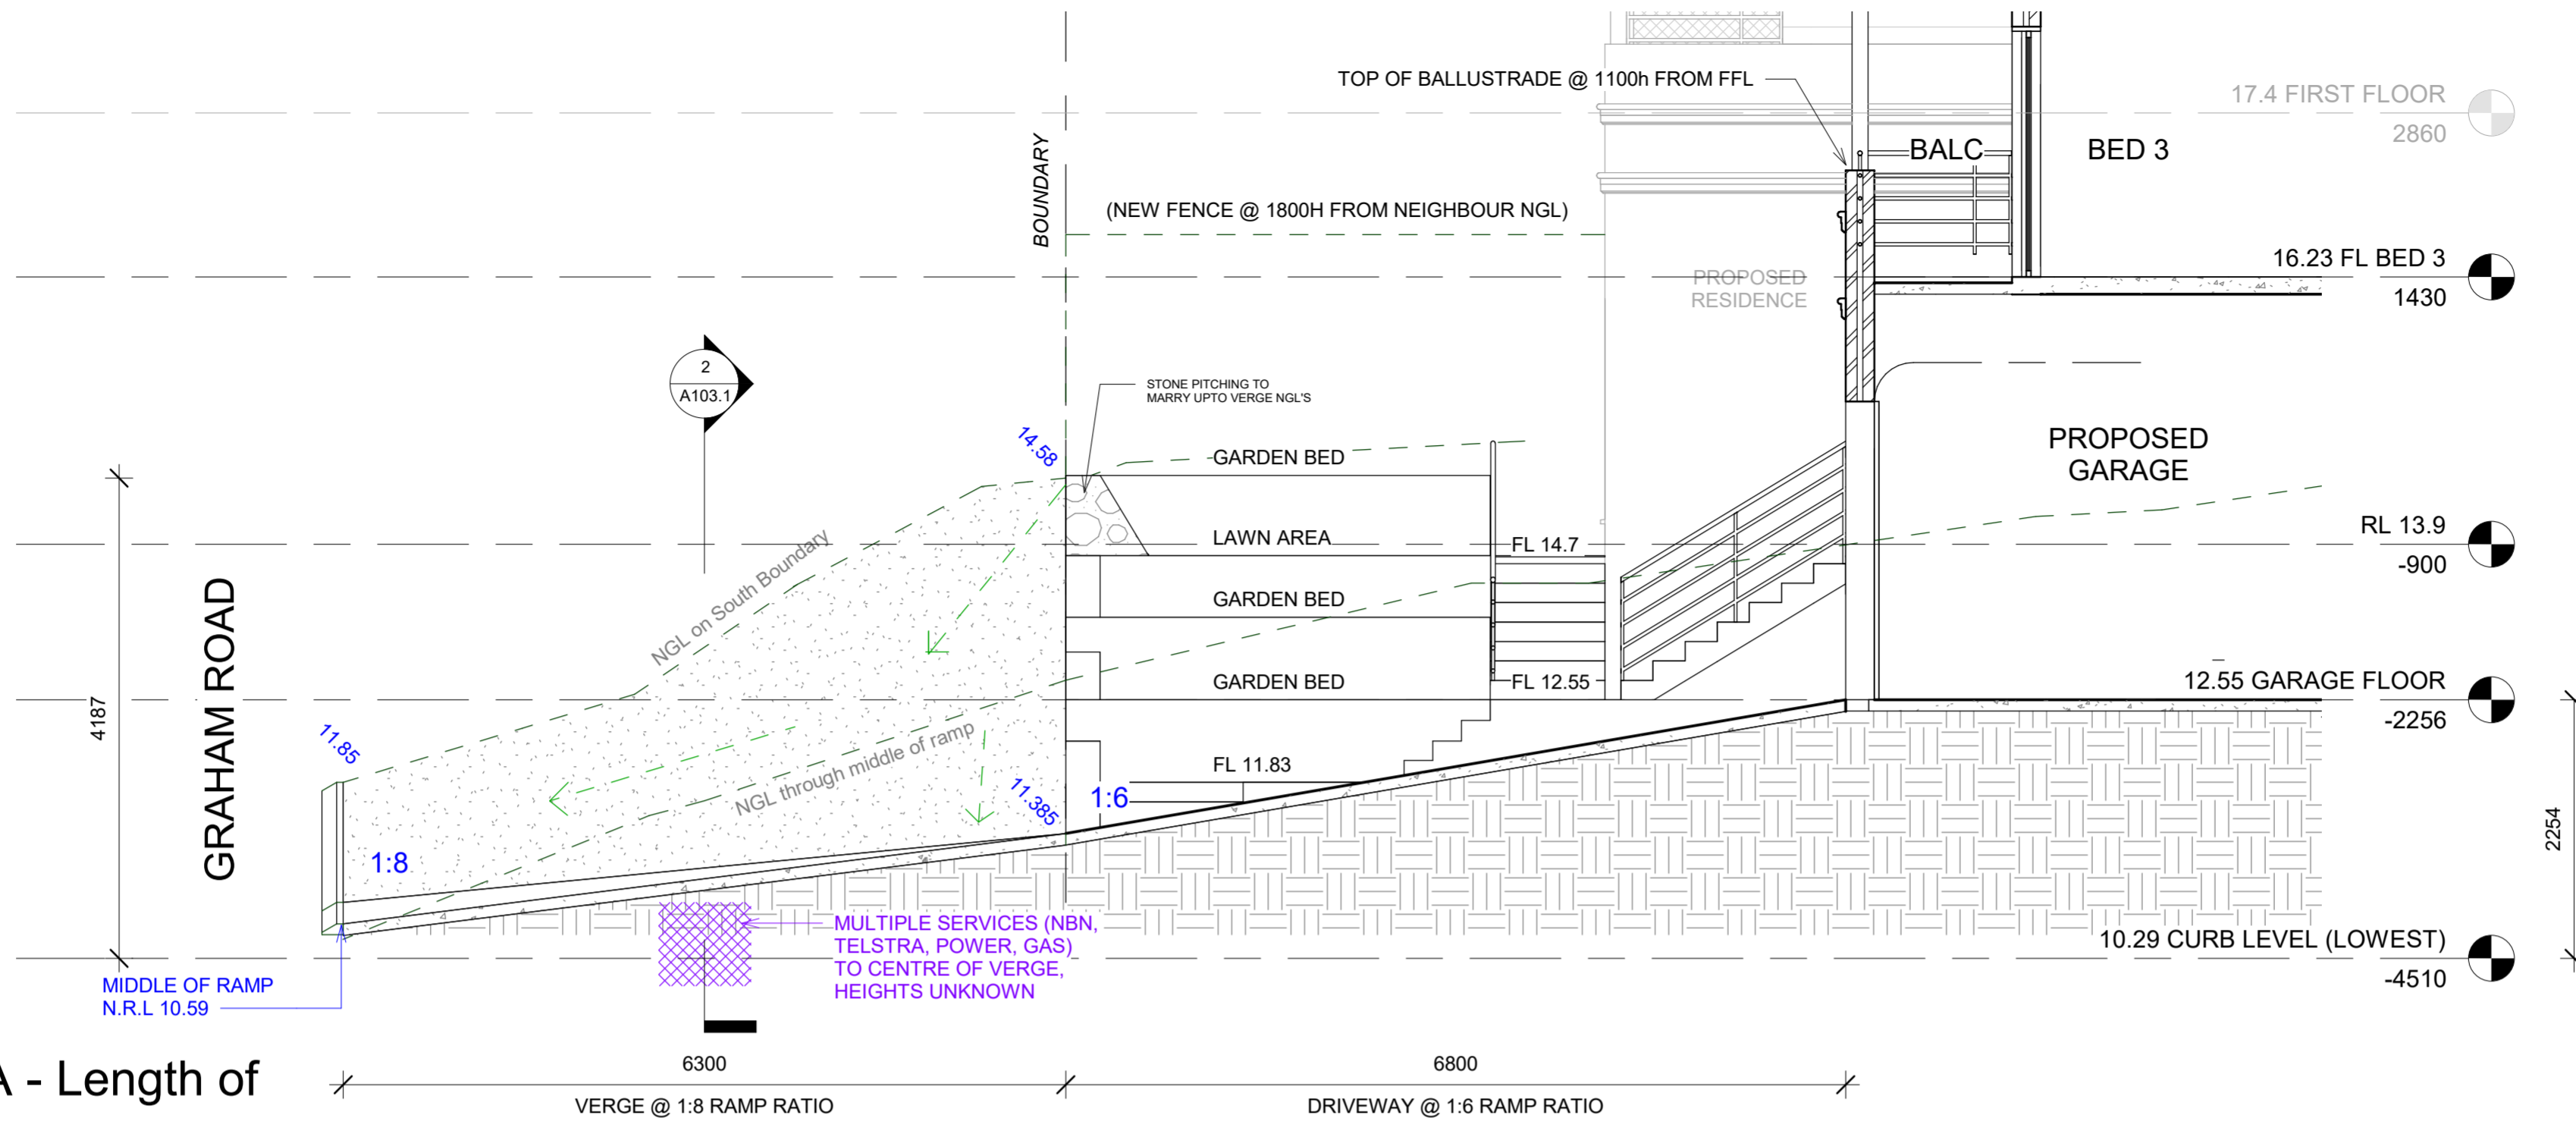 TOP OF BALLUSTRADE @ 1100h FROM FFL
17.4 FIRST FLOOR
2860
BOUNDARY
BALC
BED 3
(NEW FENCE @ 1800H FROM NEIGHBOUR NGL)
16.23 FL BED 3
1430
PROPOSED
RESIDENCE
2
A103.1
STONE PITCHING TO
MARRY UPTO VERGE NGL'S
14.58
GARDEN BED
PROPOSED
GARAGE
LAWN AREA
FL 14.7
RL 13.9
-900
NGL on South Boundary
GARDEN BED
GRAHAM ROAD
4187
GARDEN BED
FL 12.55
12.55 GARAGE FLOOR
-2256
11.85
NGL through middle of ramp
FL 11.83
11.385
1:6
1:8
2254
MULTIPLE SERVICES (NBN,
TELSTRA, POWER, GAS)
TO CENTRE OF VERGE,
HEIGHTS UNKNOWN
10.29 CURB LEVEL (LOWEST)
-4510
MIDDLE OF RAMP
N.R.L 10.59
A - Length of
6300
6800
VERGE @ 1:8 RAMP RATIO
DRIVEWAY @ 1:6 RAMP RATIO